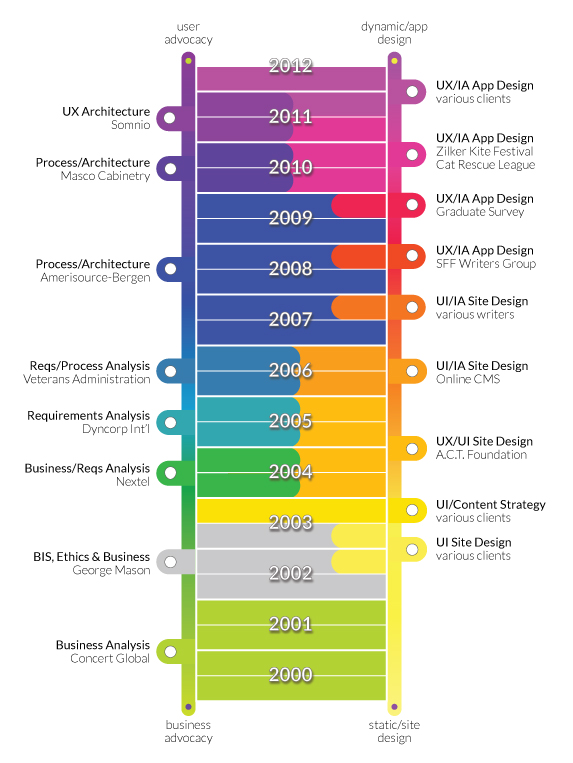 user
advocacy
dynamic/app
design
2012
UX/IA App Design
various clients
UX Architecture
Somnio
2011
UX/IA App Design
Zilker Kite Festival
Cat Rescue League
Process/Architecture
Masco Cabinetry
2010
UX/IA App Design
Graduate Survey
2009
UX/IA App Design
SFF Writers Group
Process/Architecture
Amerisource-Bergen
2008
UI/IA Site Design
various writers
2007
Reqs/Process Analysis
Veterans Administration
2006
UI/IA Site Design
Online CMS
Requirements Analysis
Dyncorp Int'l
2005
UX/UI Site Design
A.C.T. Foundation
Business/Reqs Analysis
Nextel
2004
UI/Content Strategy
various clients
2003
UI Site Design
various clients
BIS, Ethics & Business
George Mason
2002
2001
Business Analysis
Concert Global
2000
business
advocacy
static/site
design